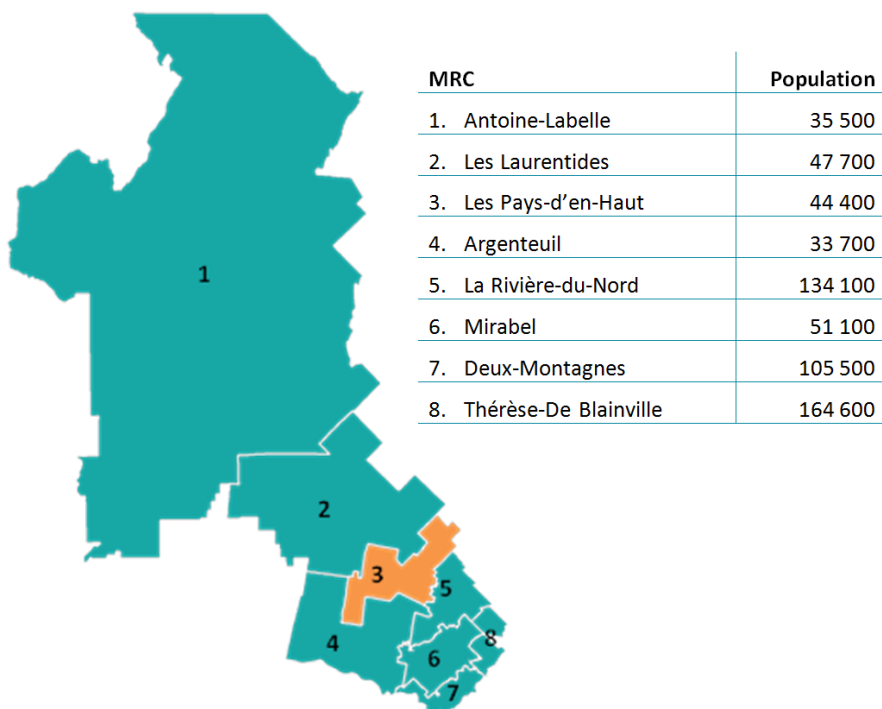 MRC Population
1. Antoine-Labelle 35 500
2. Les Laurentides 47 700
3. Les Pays-d'en-Haut 44 400
4. Argenteuil 33 700
5. La Rivière-du-Nord 134 100
6. Mirabel 51 100
7. Deux-Montagnes 105 500
8. Thérèse-De Blainville 164 600
1
2
3
5
4
8
6
7